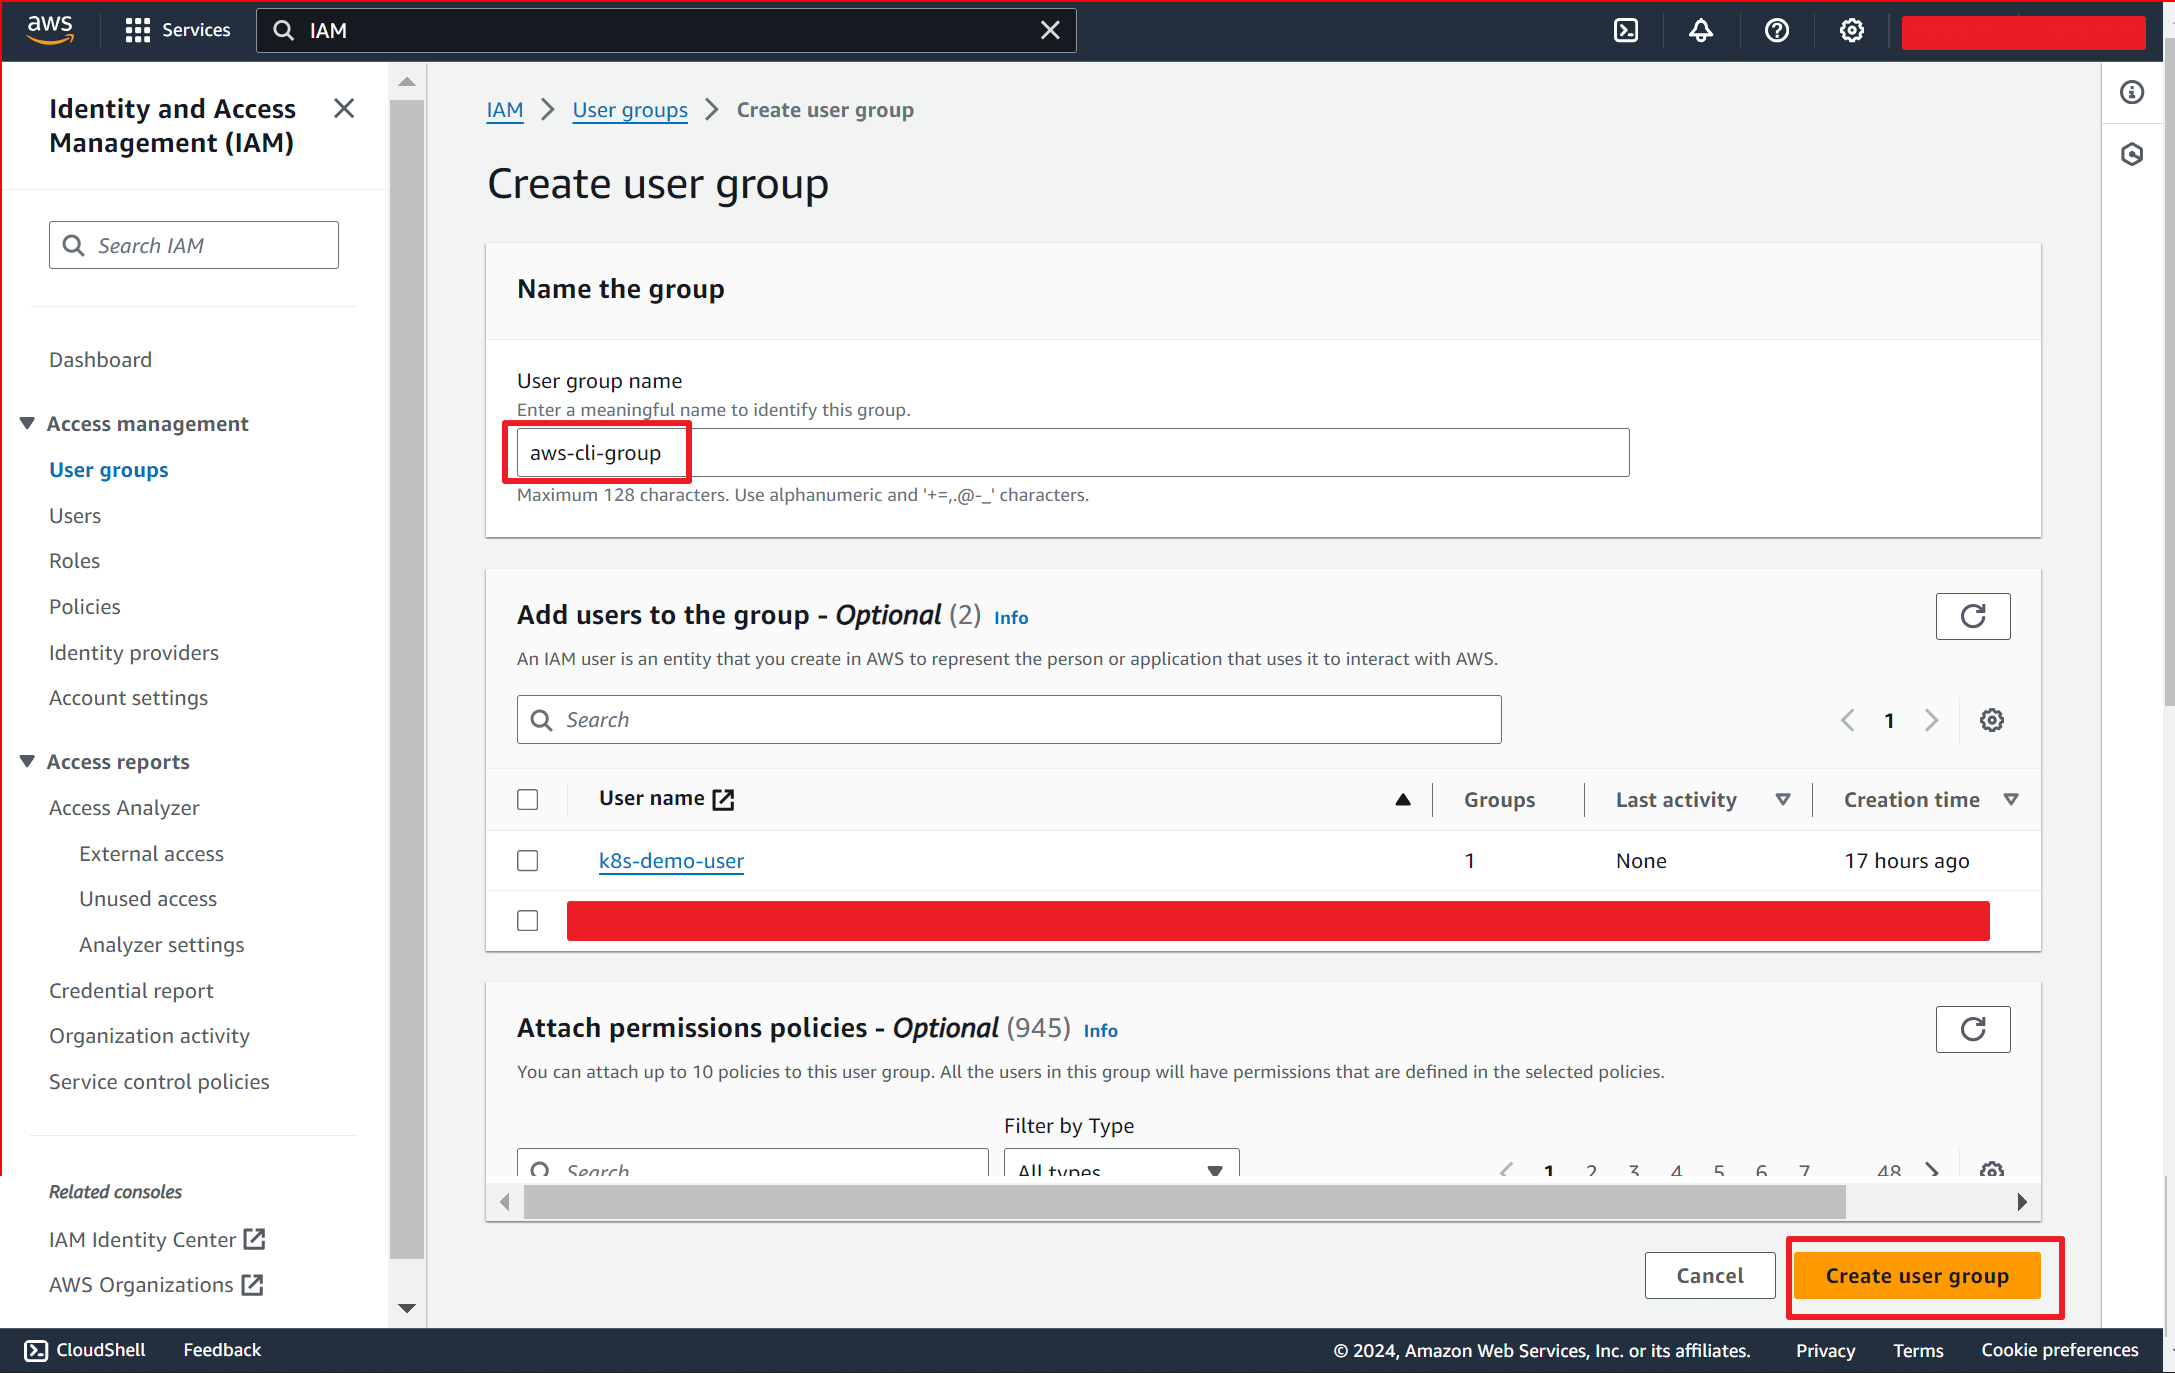 aws
Services
IAM
Identity and Access
Management (IAM)
Search IAM
Dashboard
Access management
User groups
Users
Roles
Policies
Identity providers
Account settings
Access reports
Access Analyzer
External access
Unused access
Analyzer settings
Credential report
Organization activity
Service control policies
Related consoles
IAM Identity Center
AWS Organizations
IAM > User groups > Create user group
Create user group
Name the group
User group name
Enter a meaningful name to identify this group.
aws-cli-group
Maximum 128 characters. Use alphanumeric and '+=,.@-_' characters.
Add users to the group - Optional (2) Info
An IAM user is an entity that you create in AWS to represent the person or application that uses it to interact with AWS.
Search
1
User name Groups Last activity Creation time
k8s-demo-user 1 None 17 hours ago
Attach permissions policies - Optional (945) Info
You can attach up to 10 policies to this user group. All the users in this group will have permissions that are defined in the selected policies.
Filter by Type
Search All types 1 2 3 4 5 6 7 48
Cancel Create user group
CloudShell Feedback © 2024, Amazon Web Services, Inc. or its affiliates. Privacy Terms Cookie preferences